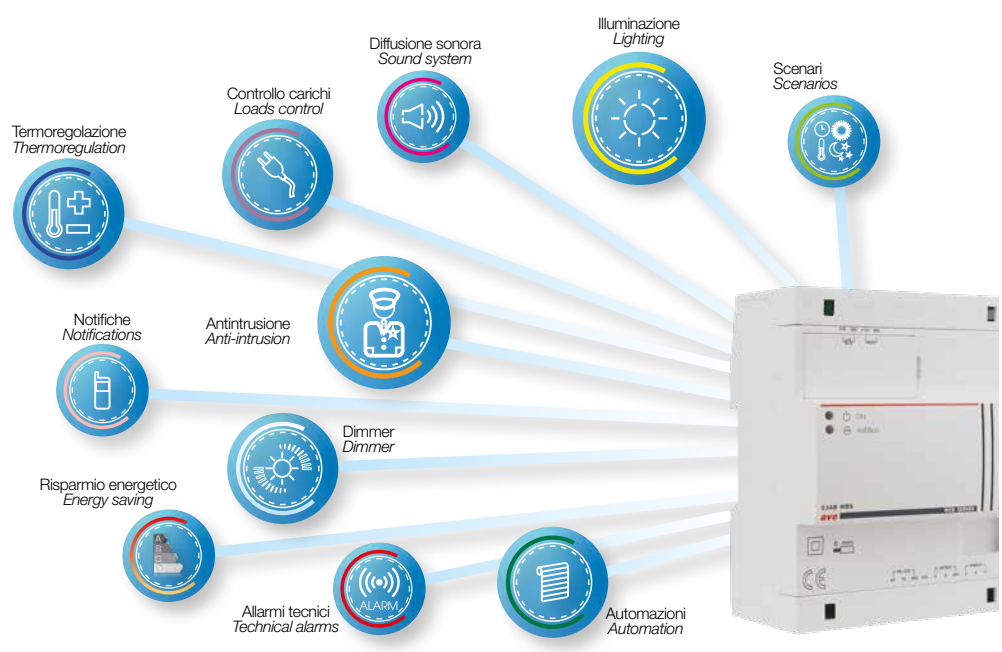 Illuminazione
Lighting
Diffusione sonora
Sound system
Scenari
Scenarios
Controllo carichi
Loads control
Termoregolazione
Thermoregulation
Notifiche
Notifications
Antintrusione
Anti-intrusion
Dimmer
Dimmer
Risparmio energetico
Energy saving
A
B
C
D
Allarmi tecnici
Technical alarms
ALARM
Automazioni
Automation
ON
AVEBus
53AB WBS
ave
WEB SERVER
CE